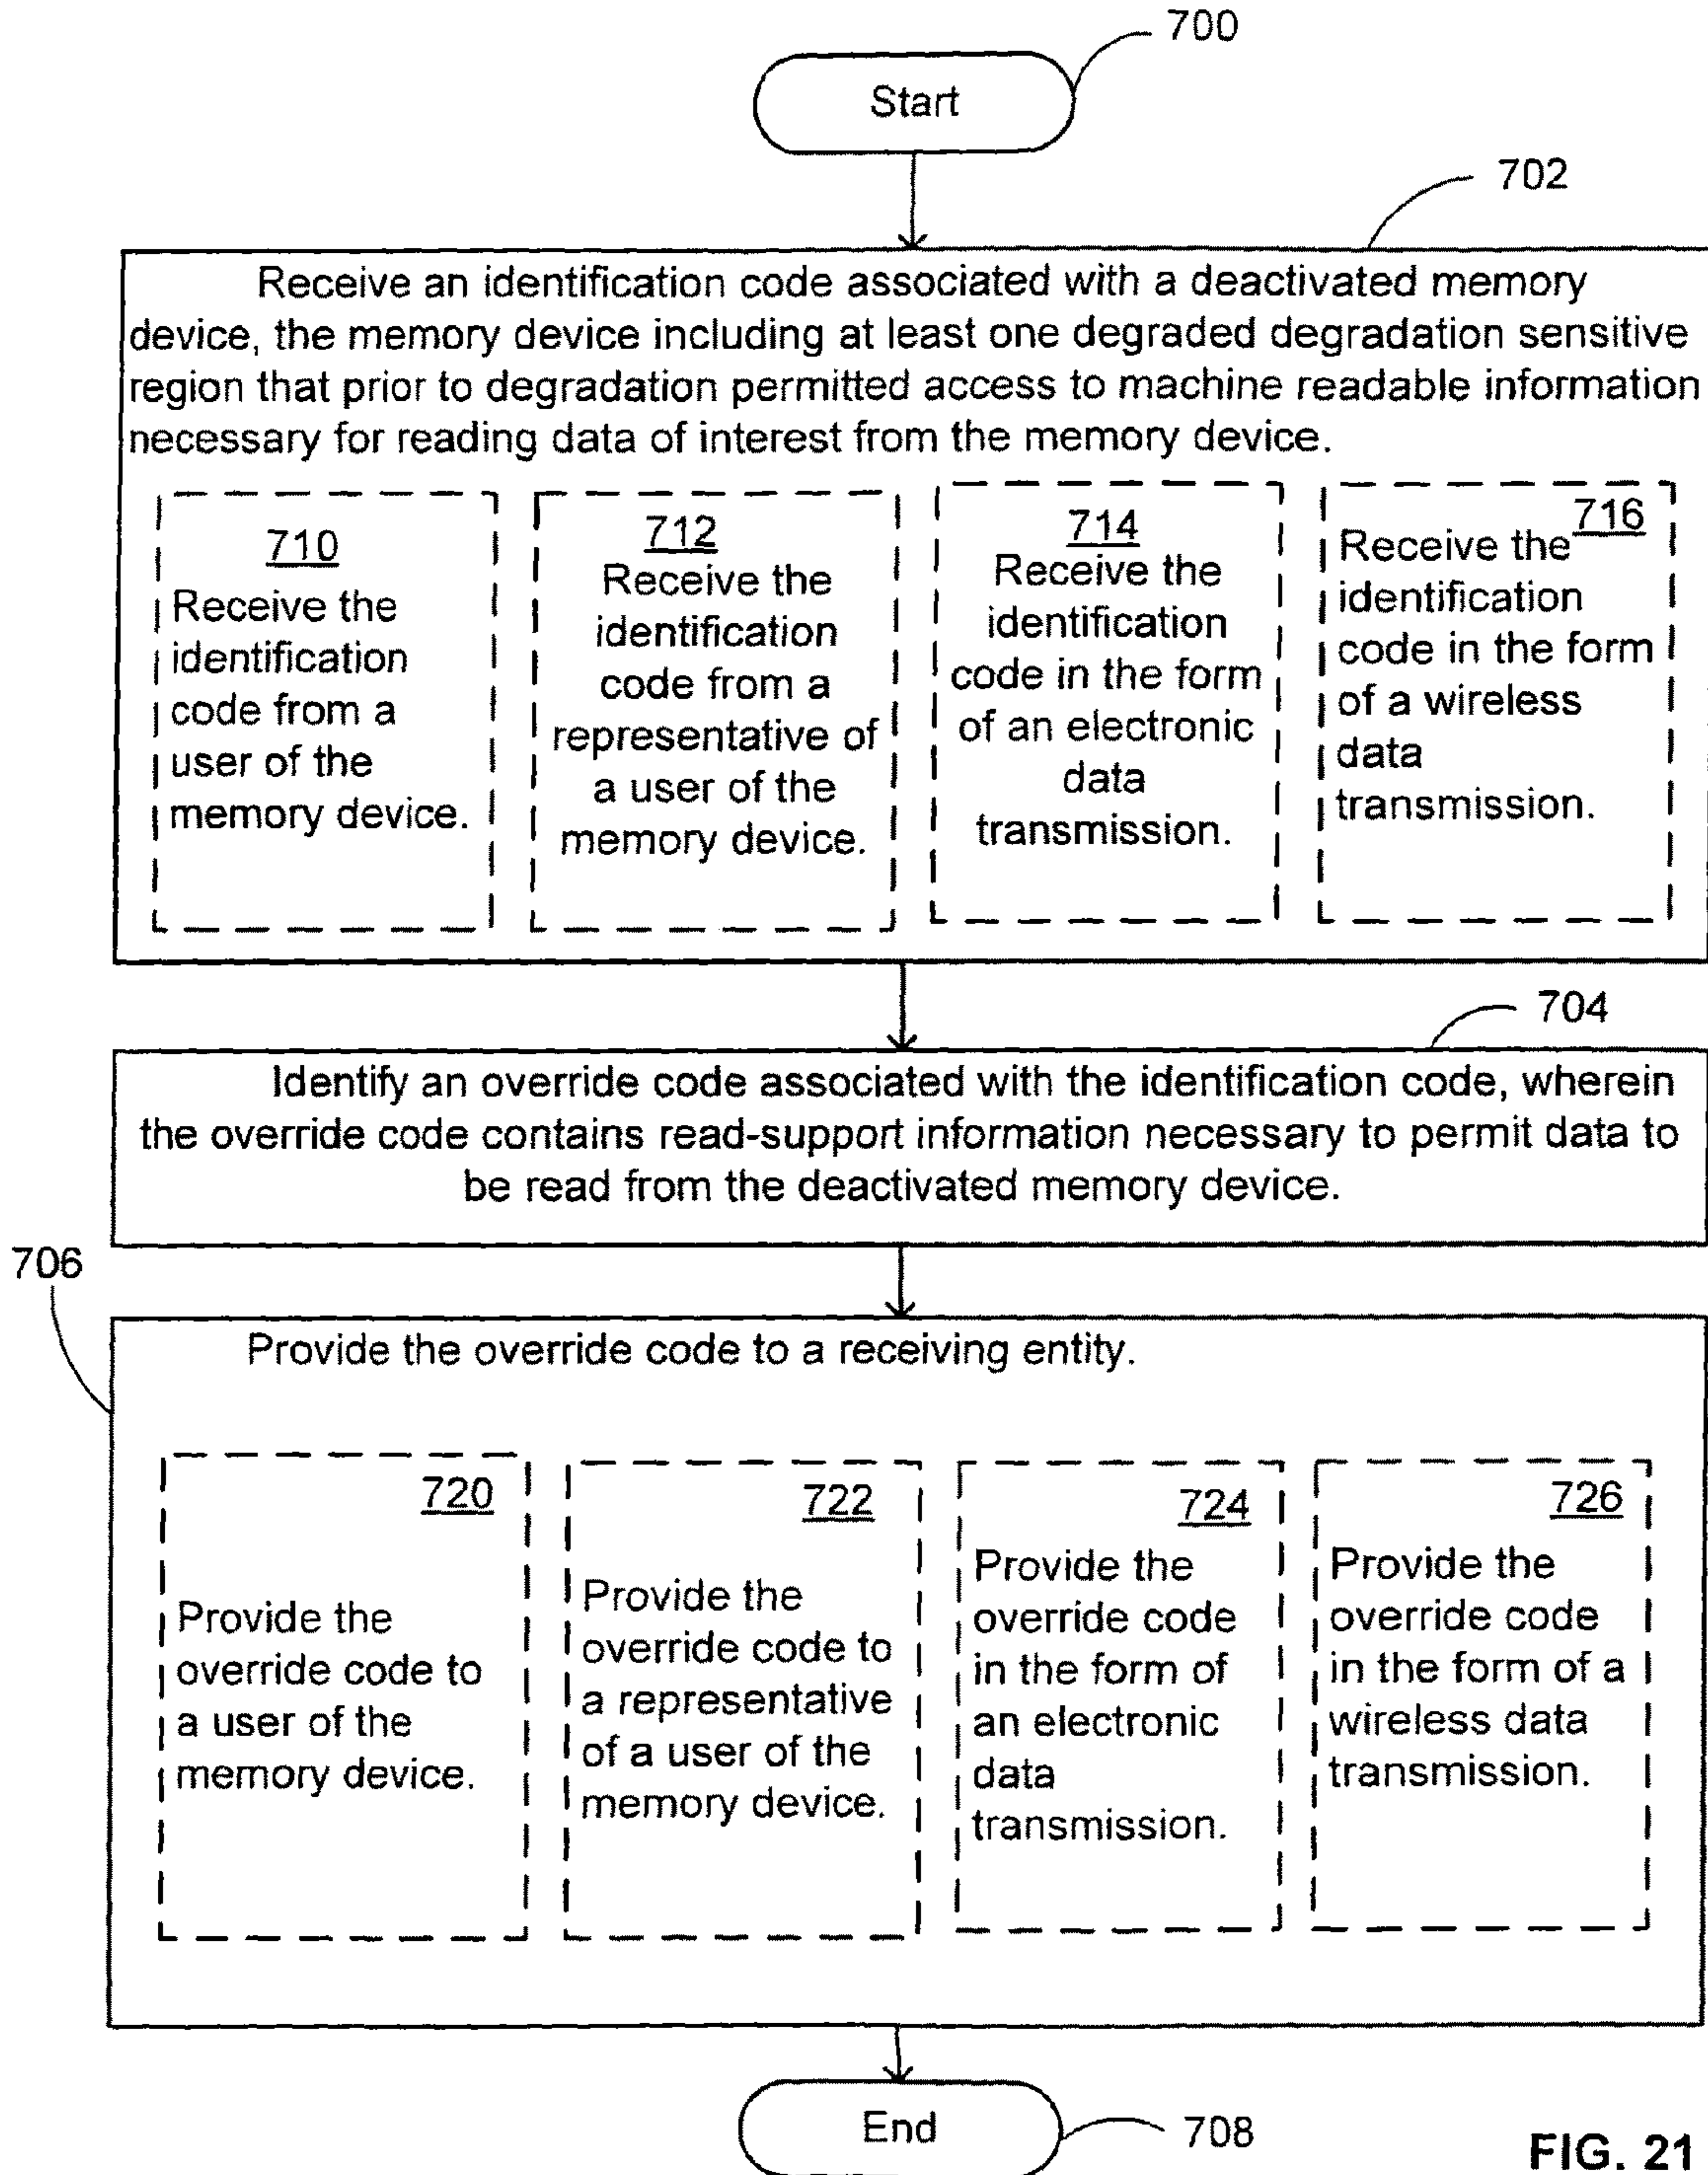 700
Start
702
Receive an identification code associated with a deactivated memory
device, the memory device including at least one degraded degradation sensitive
region that prior to degradation permitted access to machine readable information
necessary for reading data of interest from the memory device.
710
Receive the
identification
code from a
user of the
memory device.
712
Receive the
identification
code from a
representative of
a user of the
memory device.
714
Receive the
identification
code in the form
of an electronic
data
transmission.
716
Receive the
identification
code in the form
of a wireless
data
transmission.
704
Identify an override code associated with the identification code, wherein
the override code contains read-support information necessary to permit data to
be read from the deactivated memory device.
706
Provide the override code to a receiving entity.
720
Provide the
override code to
a user of the
memory device.
722
Provide the
override code to
a representative
of a user of the
memory device.
724
Provide the
override code
in the form of
an electronic
data
transmission.
726
Provide the
override code
in the form of a
wireless data
transmission.
End
708
FIG. 21